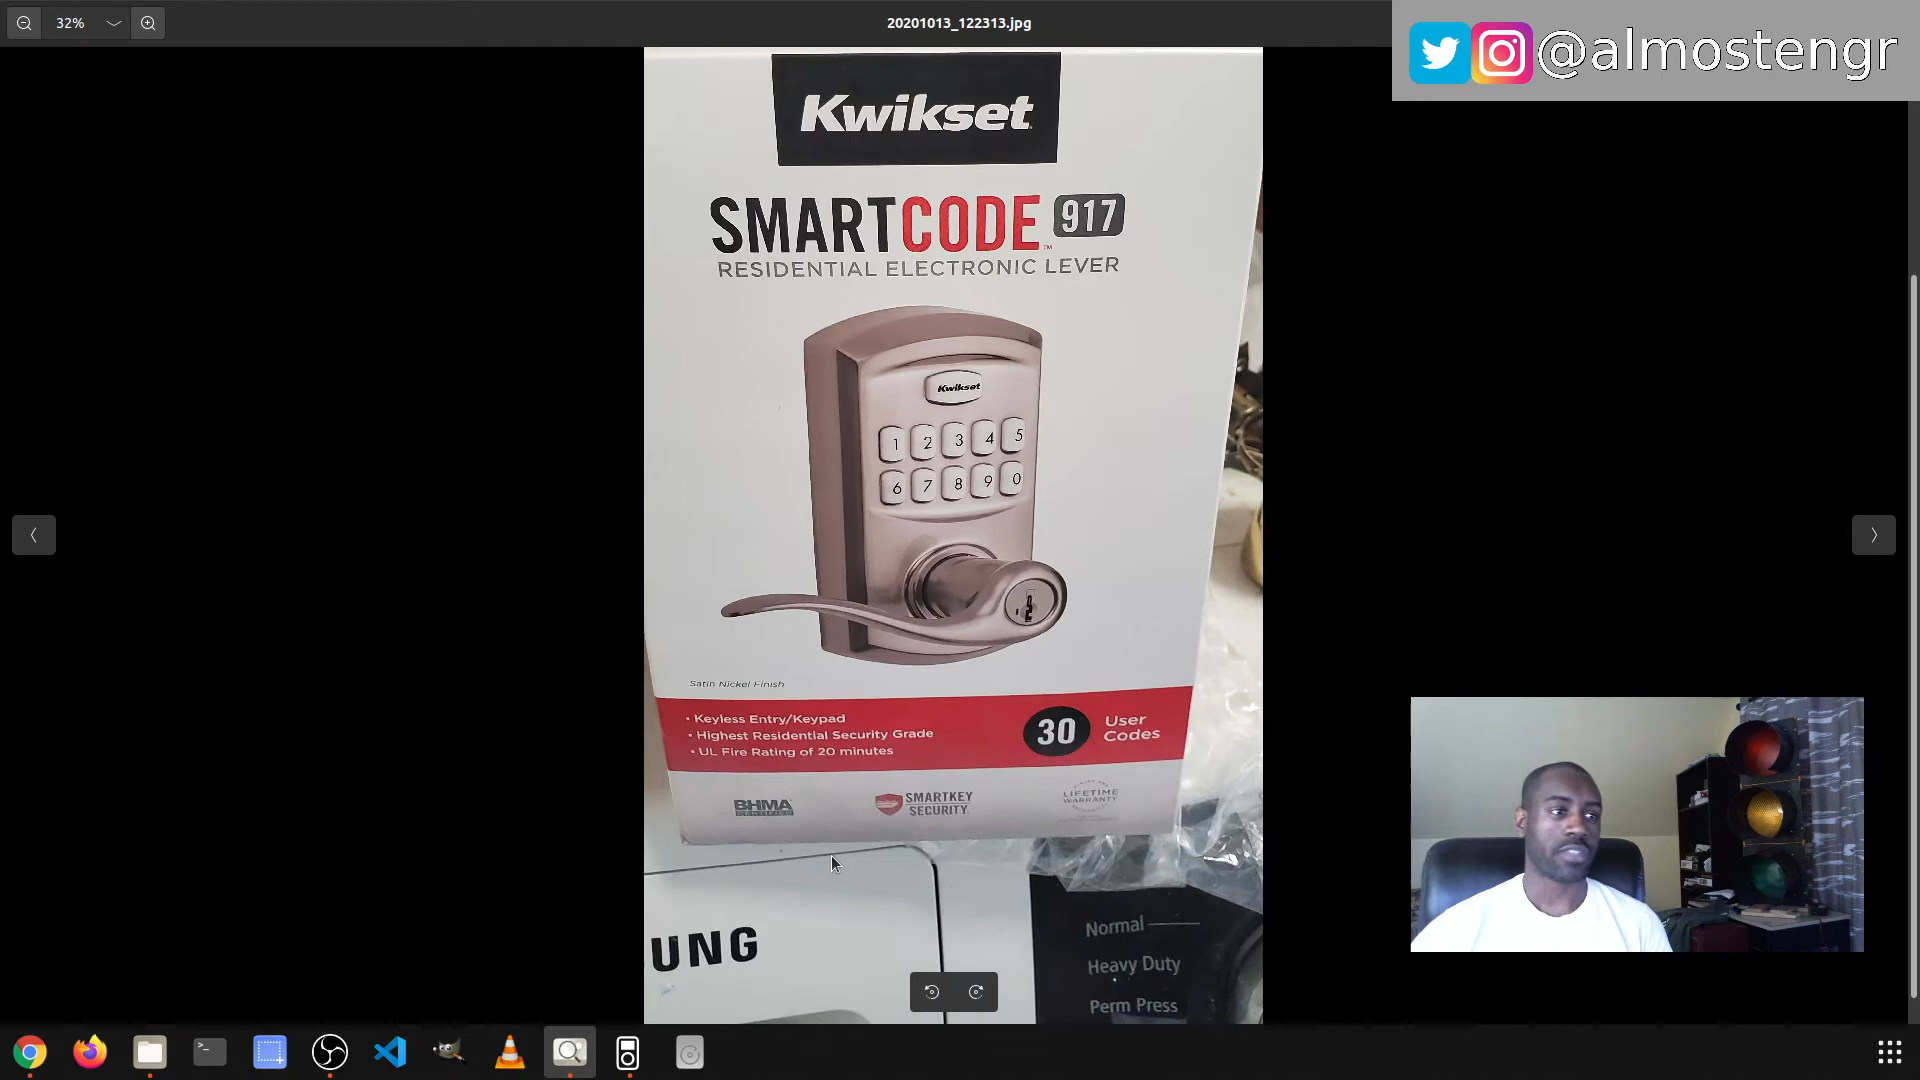 32%
20201013_122313.jpg
@almostengr
Kwikset
SMARTCODE™ 917
RESIDENTIAL ELECTRONIC LEVER
Kwikset
1 2 3 4 5
6 7 8 9 0
Satin Nickel Finish
• Keyless Entry/Keypad
• Highest Residential Security Grade
• UL Fire Rating of 20 minutes
30 User Codes
BHMA CERTIFIED
SMARTKEY SECURITY
LIFETIME WARRANTY
UNG
Normal
Heavy Duty
Perm Press